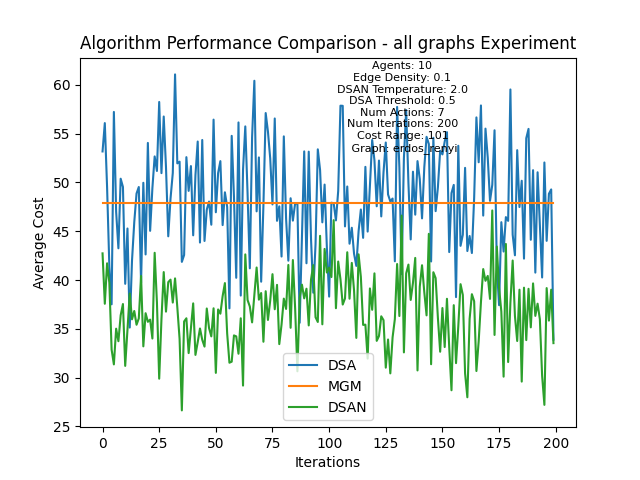 Algorithm Performance Comparison - all graphs Experiment
Agents: 10
Edge Density: 0.1
DSAN Temperature: 2.0
DSA Threshold: 0.5
Num Actions: 7
Num Iterations: 200
Cost Range: 101
Graph: erdos_renyi
60
55
50
45
40
35
30
25
Average Cost
DSA
MGM
DSAN
0
25
50
75
100
125
150
175
200
Iterations